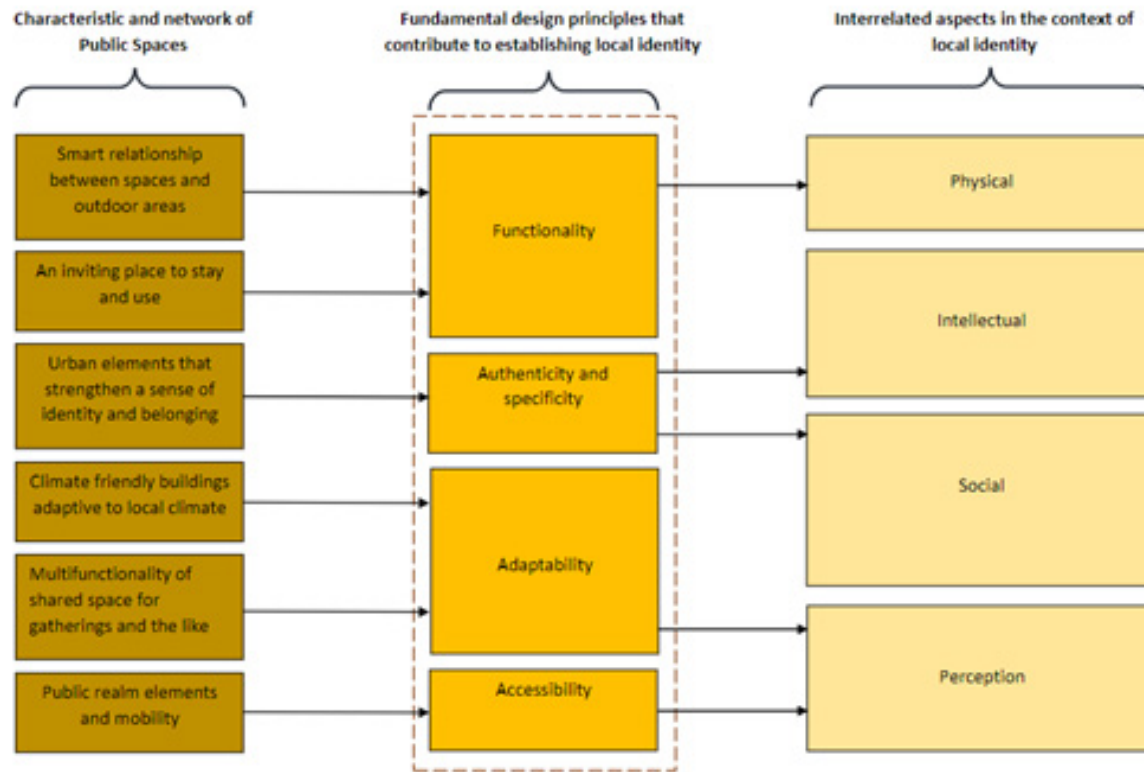 Characteristic and network of
Public Spaces
Fundamental design principles that
contribute to establishing local identity
Interrelated aspects in the context of
local identity
Smart relationship
between spaces and
outdoor areas
An inviting place to stay
and use
Urban elements that
strengthen a sense of
identity and belonging
Climate friendly buildings
adaptive to local climate
Multifunctionality of
shared space for
gatherings and the like
Public realm elements
and mobility
Functionality
Authenticity and
specificity
Adaptability
Accessibility
Physical
Intellectual
Social
Perception